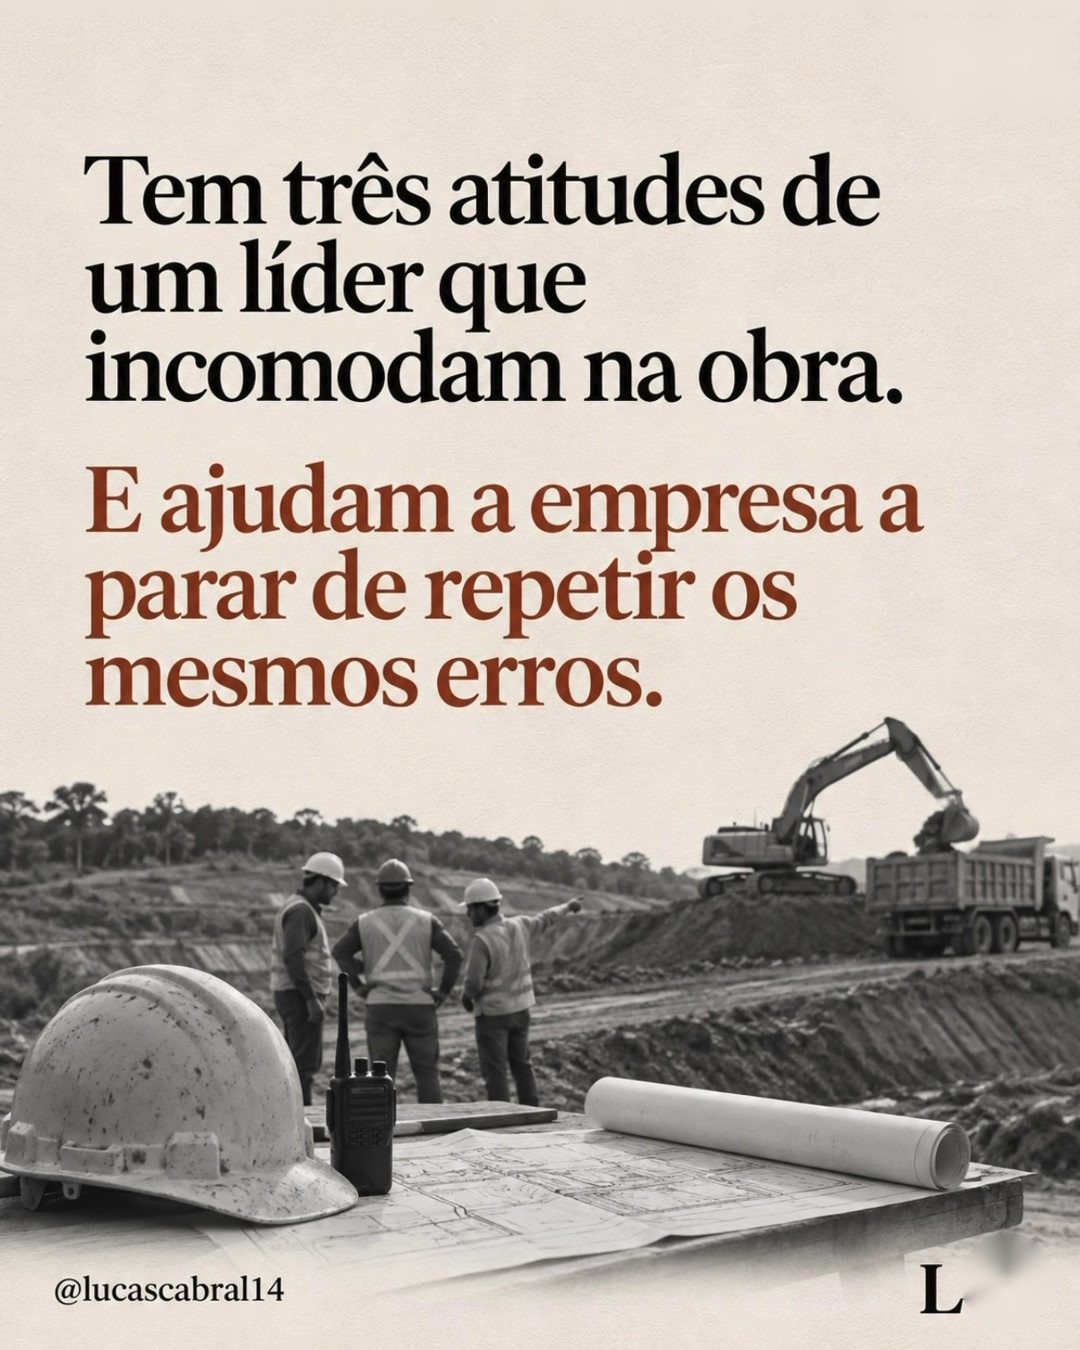 Tem três atitudes de
um líder que
incomodam na obra.
E ajudam a empresa a
parar de repetir os
mesmos erros.
@lucascabral14
L